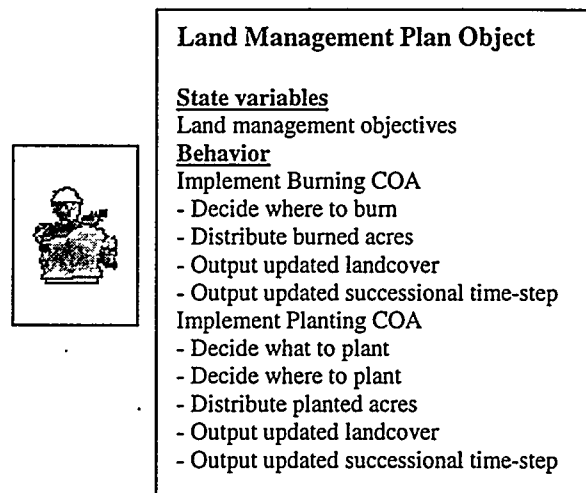 Land Management Plan Object
State variables
Land management objectives
Behavior
Implement Burning COA
- Decide where to burn
- Distribute burned acres
- Output updated landcover
- Output updated successional time-step
Implement Planting COA
- Decide what to plant
- Decide where to plant
- Distribute planted acres
- Output updated landcover
- Output updated successional time-step